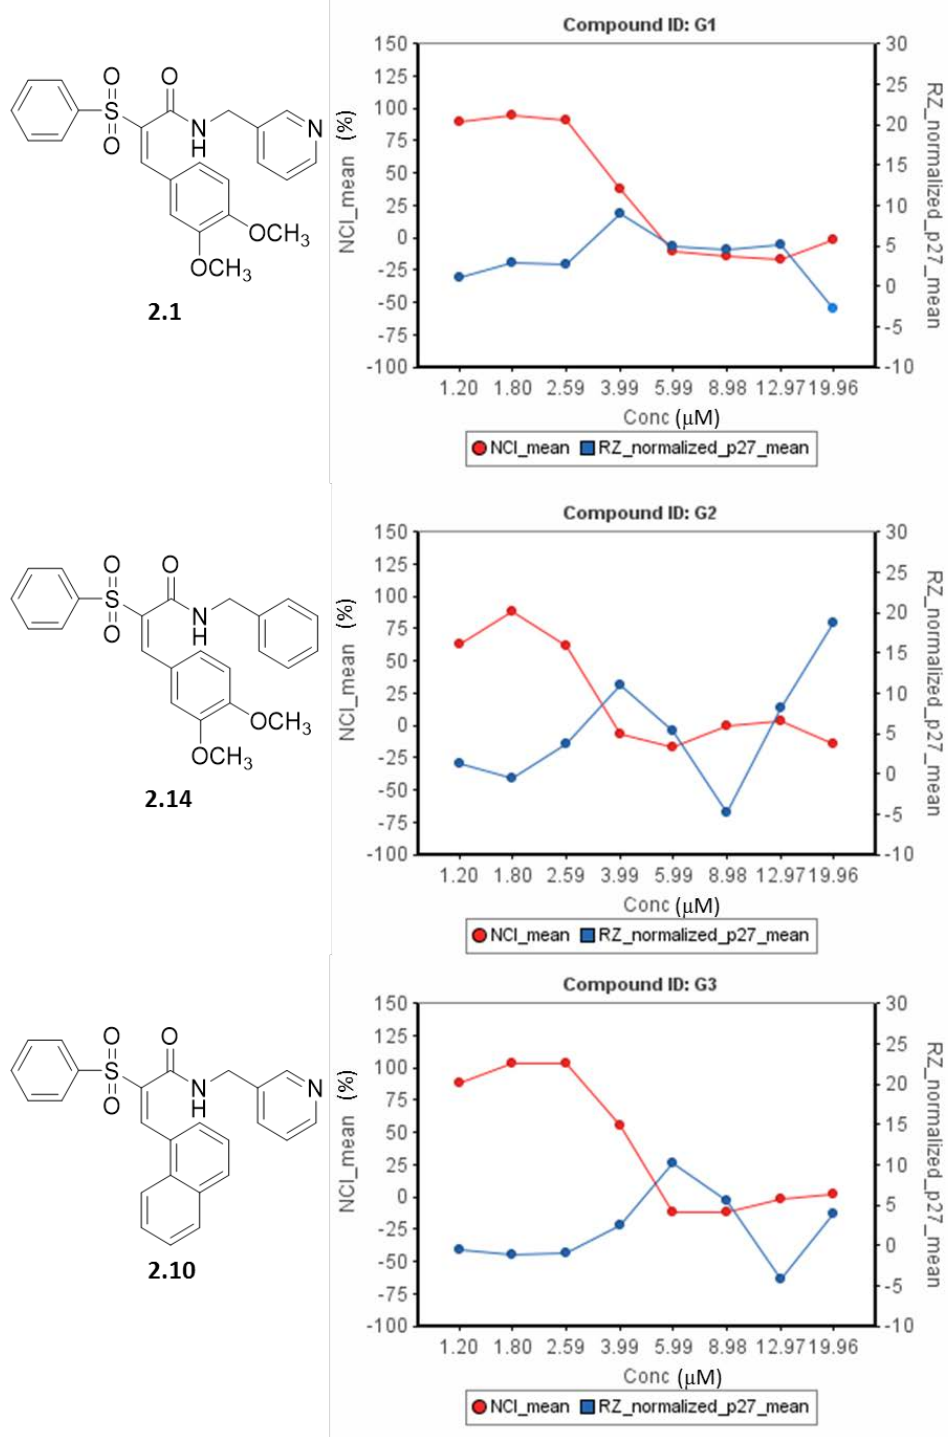 Compound ID: G1
NCI_mean (%)
RZ_normalized_p27_mean
150
125
100
75
50
25
0
-25
-50
-75
-100
30
25
20
15
10
5
0
-5
-10
1.20 1.80 2.59 3.99 5.99 8.98 12.97 19.96
Conc (μM)
NCI_mean RZ_normalized_p27_mean
O
O
S
O
N
H
N
OCH3
OCH3
2.1
Compound ID: G2
NCI_mean (%)
RZ_normalized_p27_mean
150
125
100
75
50
25
0
-25
-50
-75
-100
30
25
20
15
10
5
0
-5
-10
1.20 1.80 2.59 3.99 5.99 8.98 12.97 19.96
Conc (μM)
NCI_mean RZ_normalized_p27_mean
O
O
S
O
N
H
OCH3
OCH3
2.14
Compound ID: G3
NCI_mean (%)
RZ_normalized_p27_mean
150
125
100
75
50
25
0
-25
-50
-75
-100
30
25
20
15
10
5
0
-5
-10
1.20 1.80 2.59 3.99 5.99 8.98 12.97 19.96
Conc (μM)
NCI_mean RZ_normalized_p27_mean
O
O
S
O
N
H
N
2.10